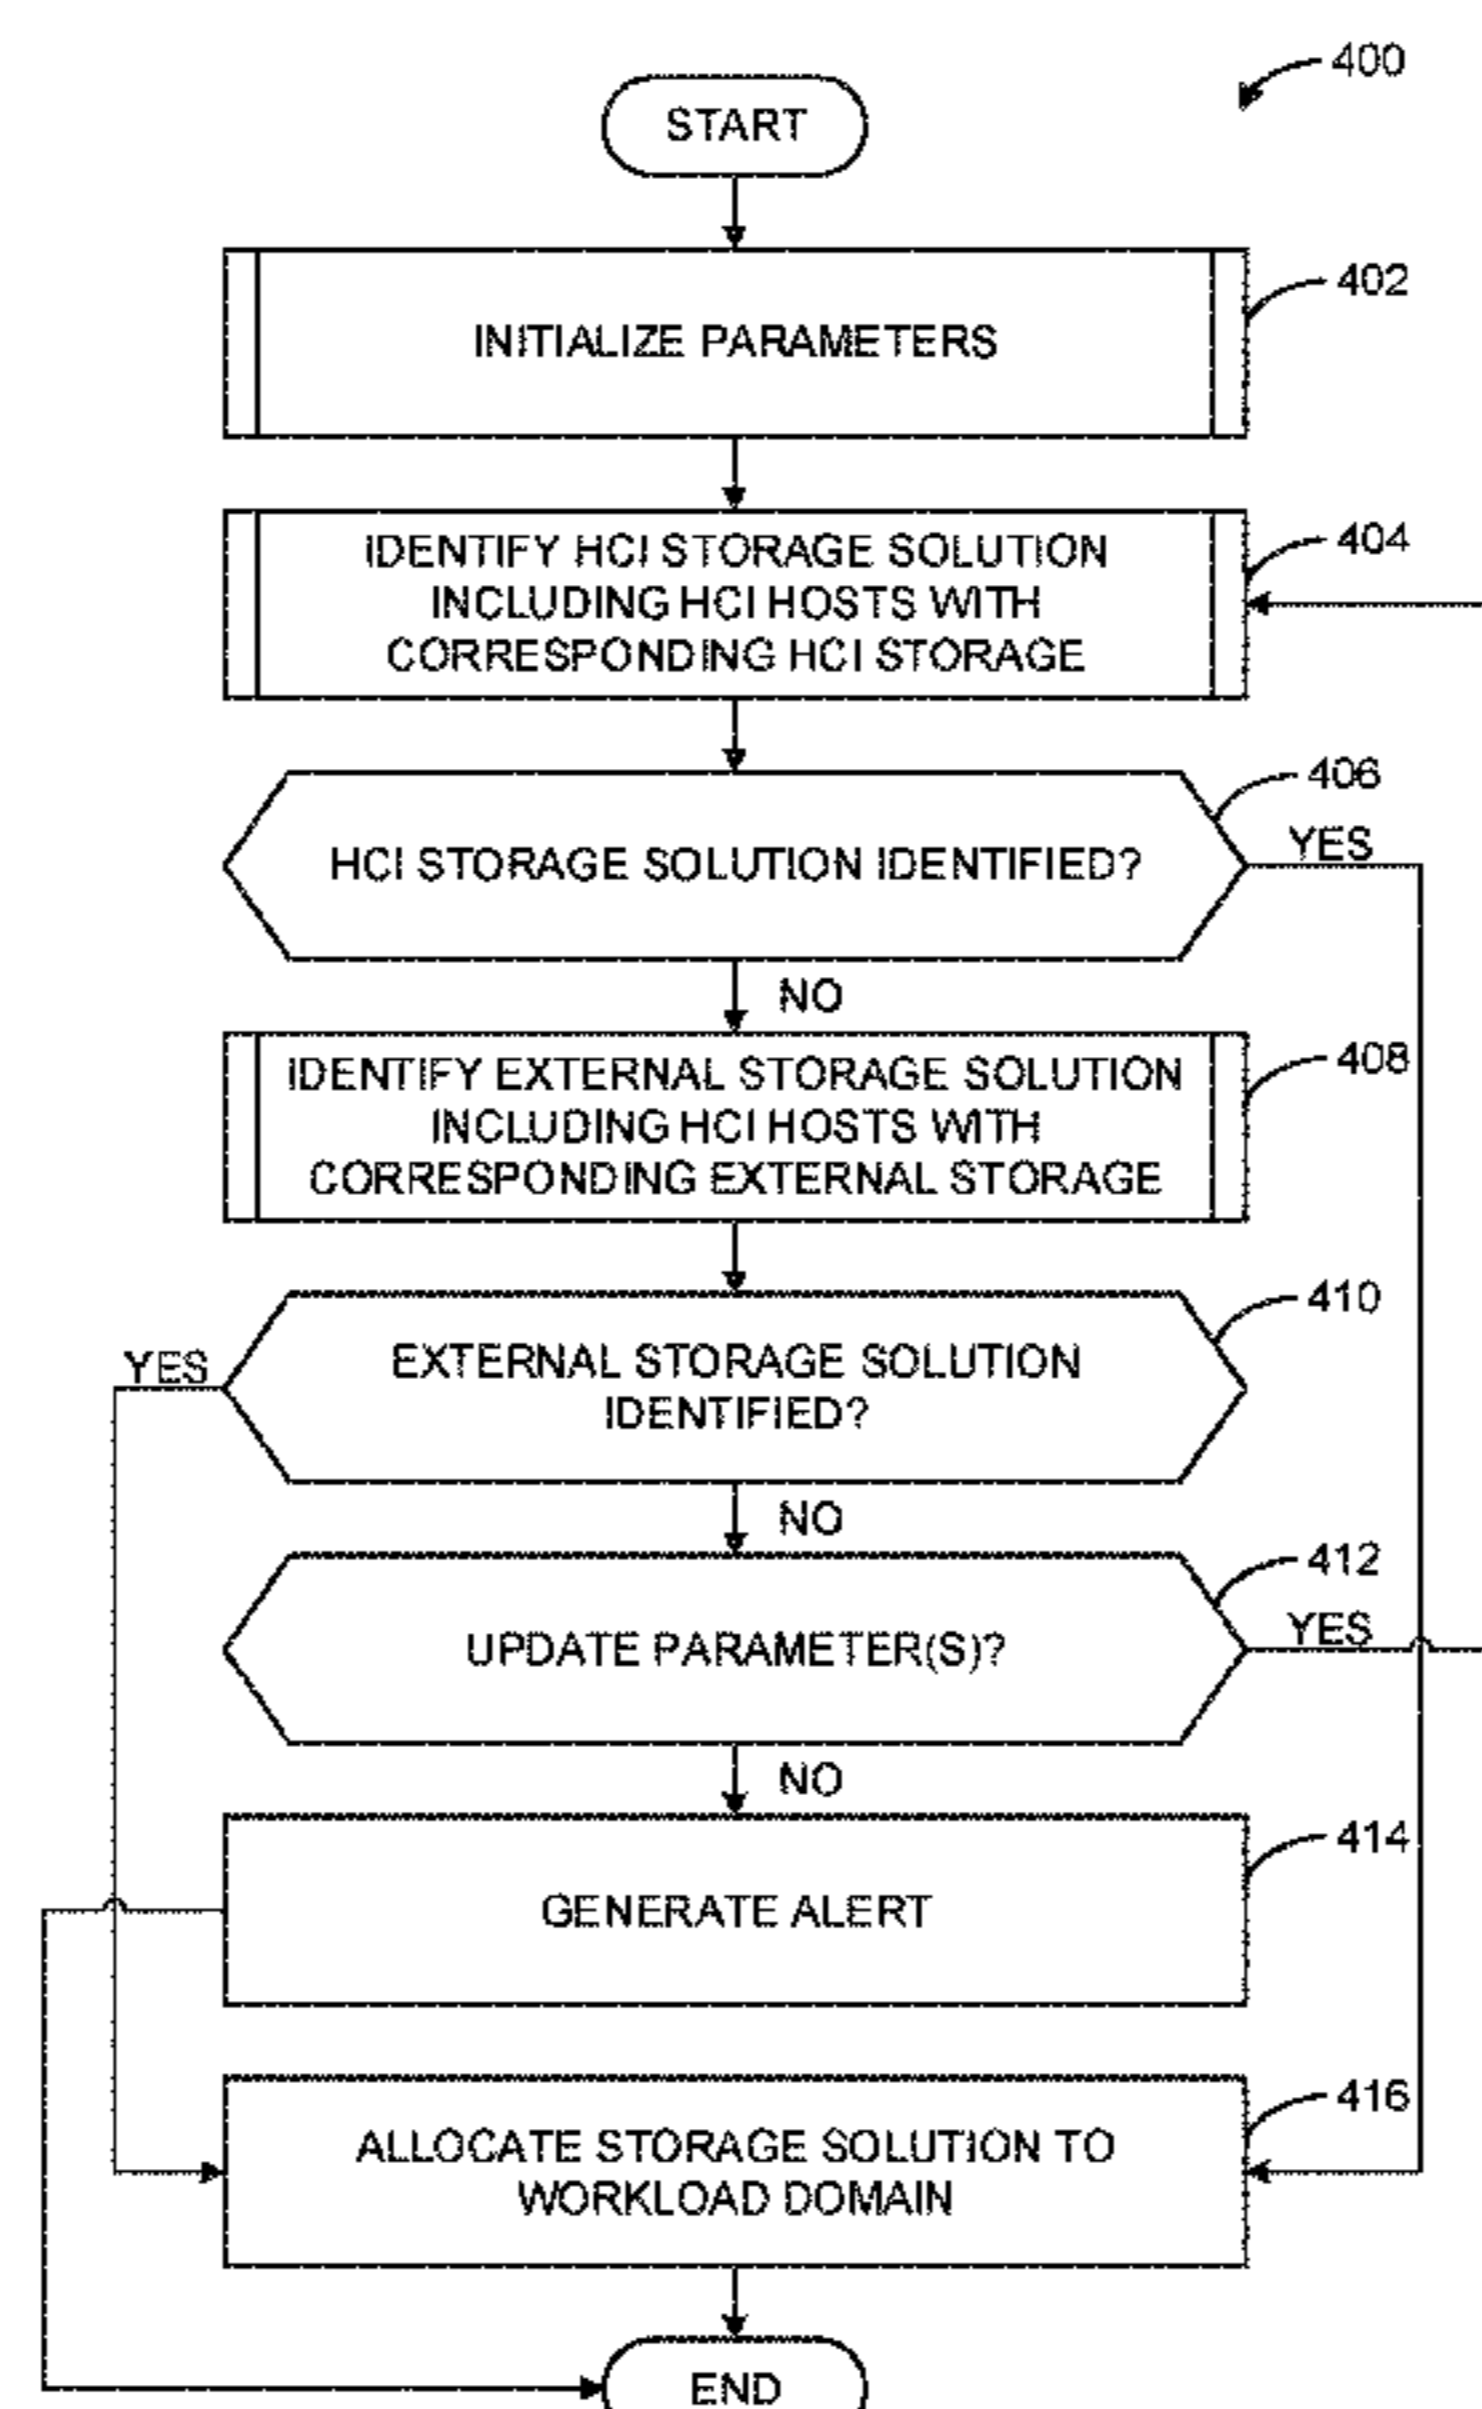 400
START
402
INITIALIZE PARAMETERS
404
IDENTIFY HCI STORAGE SOLUTION
INCLUDING HCI HOSTS WITH
CORRESPONDING HCI STORAGE
406
HCI STORAGE SOLUTION IDENTIFIED?
YES
NO
408
IDENTIFY EXTERNAL STORAGE SOLUTION
INCLUDING HCI HOSTS WITH
CORRESPONDING EXTERNAL STORAGE
410
EXTERNAL STORAGE SOLUTION
IDENTIFIED?
YES
NO
412
UPDATE PARAMETER(S)?
YES
NO
414
GENERATE ALERT
416
ALLOCATE STORAGE SOLUTION TO
WORKLOAD DOMAIN
END